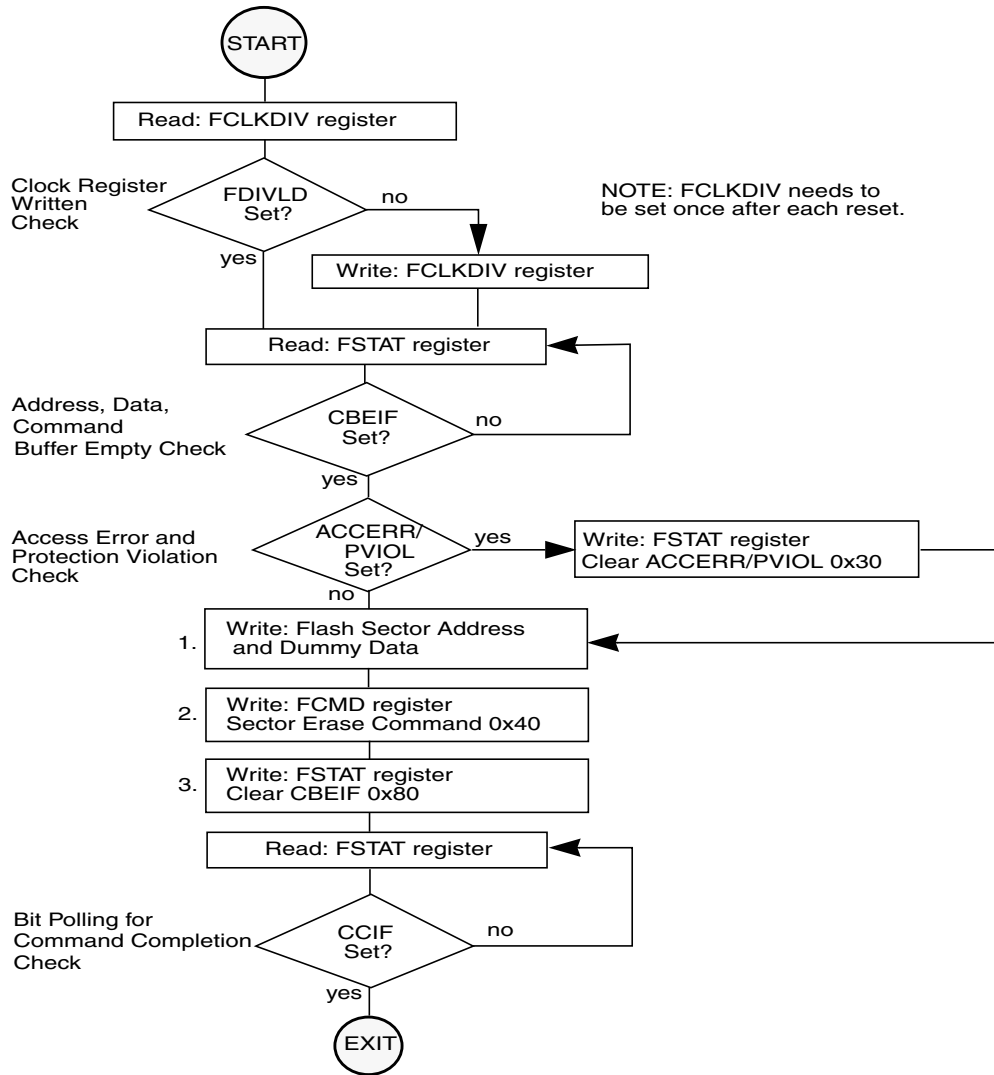 START
Read: FCLKDIV register
Clock Register
Written
Check
FDIVLD
Set?
no
yes
NOTE: FCLKDIV needs to
be set once after each reset.
Write: FCLKDIV register
Read: FSTAT register
Address, Data,
Command
Buffer Empty Check
CBEIF
Set?
no
yes
Access Error and
Protection Violation
Check
ACCERR/
PVIOL
Set?
yes
no
Write: FSTAT register
Clear ACCERR/PVIOL 0x30
1.
Write: Flash Sector Address
and Dummy Data
2.
Write: FCMD register
Sector Erase Command 0x40
3.
Write: FSTAT register
Clear CBEIF 0x80
Read: FSTAT register
Bit Polling for
Command Completion
Check
CCIF
Set?
no
yes
EXIT